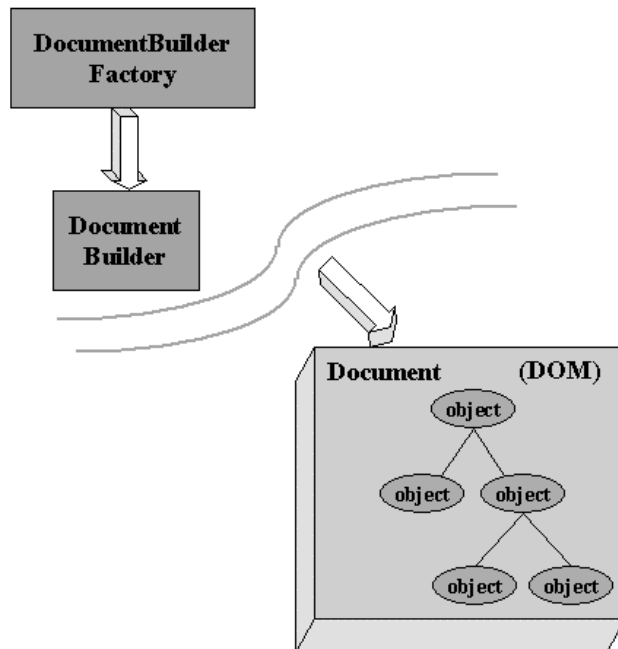 DocumentBuilder
Factory
Document
Builder
Document (DOM)
object
object object
object object